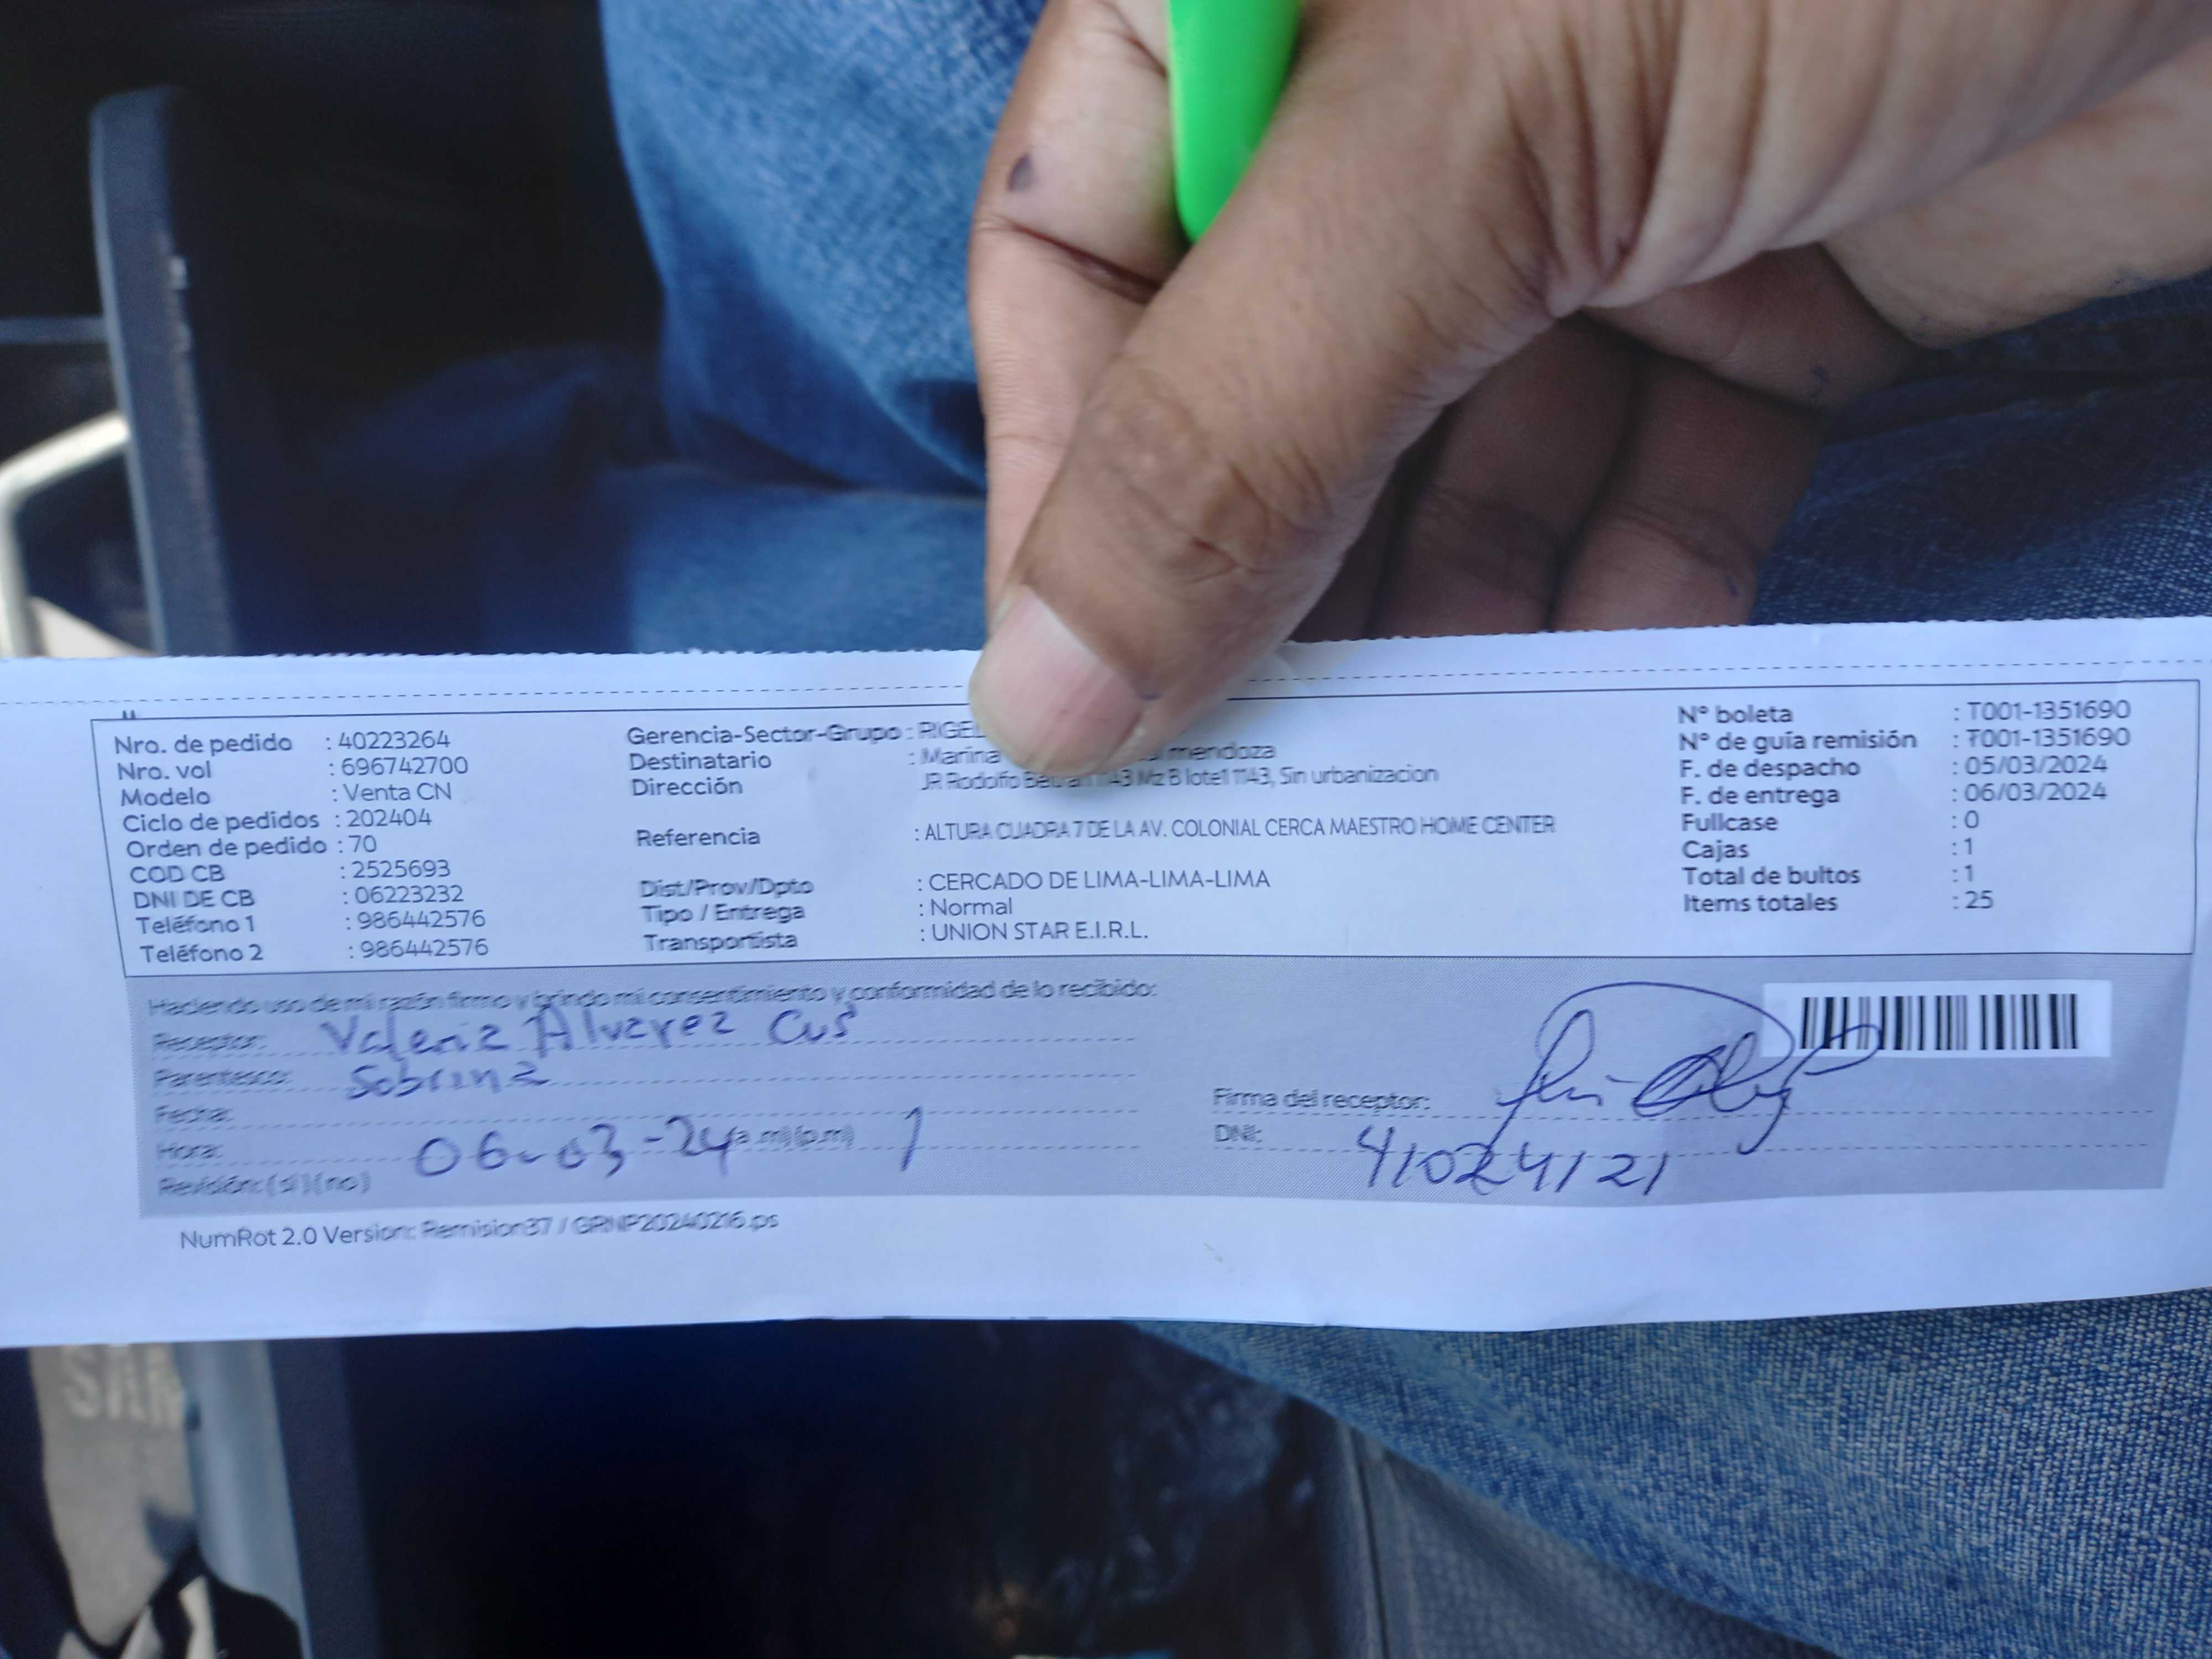 Nro. de pedido : 40223264
Nro. vol : 696742700
Modelo : Venta CN
Ciclo de pedidos : 202404
Orden de pedido : 70
COD CB : 2525693
DNI DE CB : 06223232
Teléfono 1 : 986442576
Teléfono 2 : 986442576
Gerencia-Sector-Grupo :
Destinatario : Marina mendoza
Dirección JR Rodolfo 1143 Mz B lote1 1143, Sin urbanizacion
Referencia : ALTURA CUADRA 7 DE LA AV. COLONIAL CERCA MAESTRO HOME CENTER
Dist/Prov/Dpto : CERCADO DE LIMA-LIMA-LIMA
Tipo / Entrega : Normal
Transportista : UNION STAR E.I.R.L.
Nº boleta : T001-1351690
Nº de guía remisión : T001-1351690
F. de despacho : 05/03/2024
F. de entrega : 06/03/2024
Fullcase : 0
Cajas : 1
Total de bultos : 1
Items totales : 25
Haciendo uso de mi razón firmo y brindo mi consentimiento y conformidad de lo recibido:
Receptor: Valeria Alvarez
Parentesco: Sobrina
Fecha:
Hora: 06-03-24 (a.m)(p.m) 1
Revisión: (si) (no)
Firma del receptor:
DNI: 41024121
NumRot 2.0 Version: Remision37 / GRNP20240216.ps
SAM